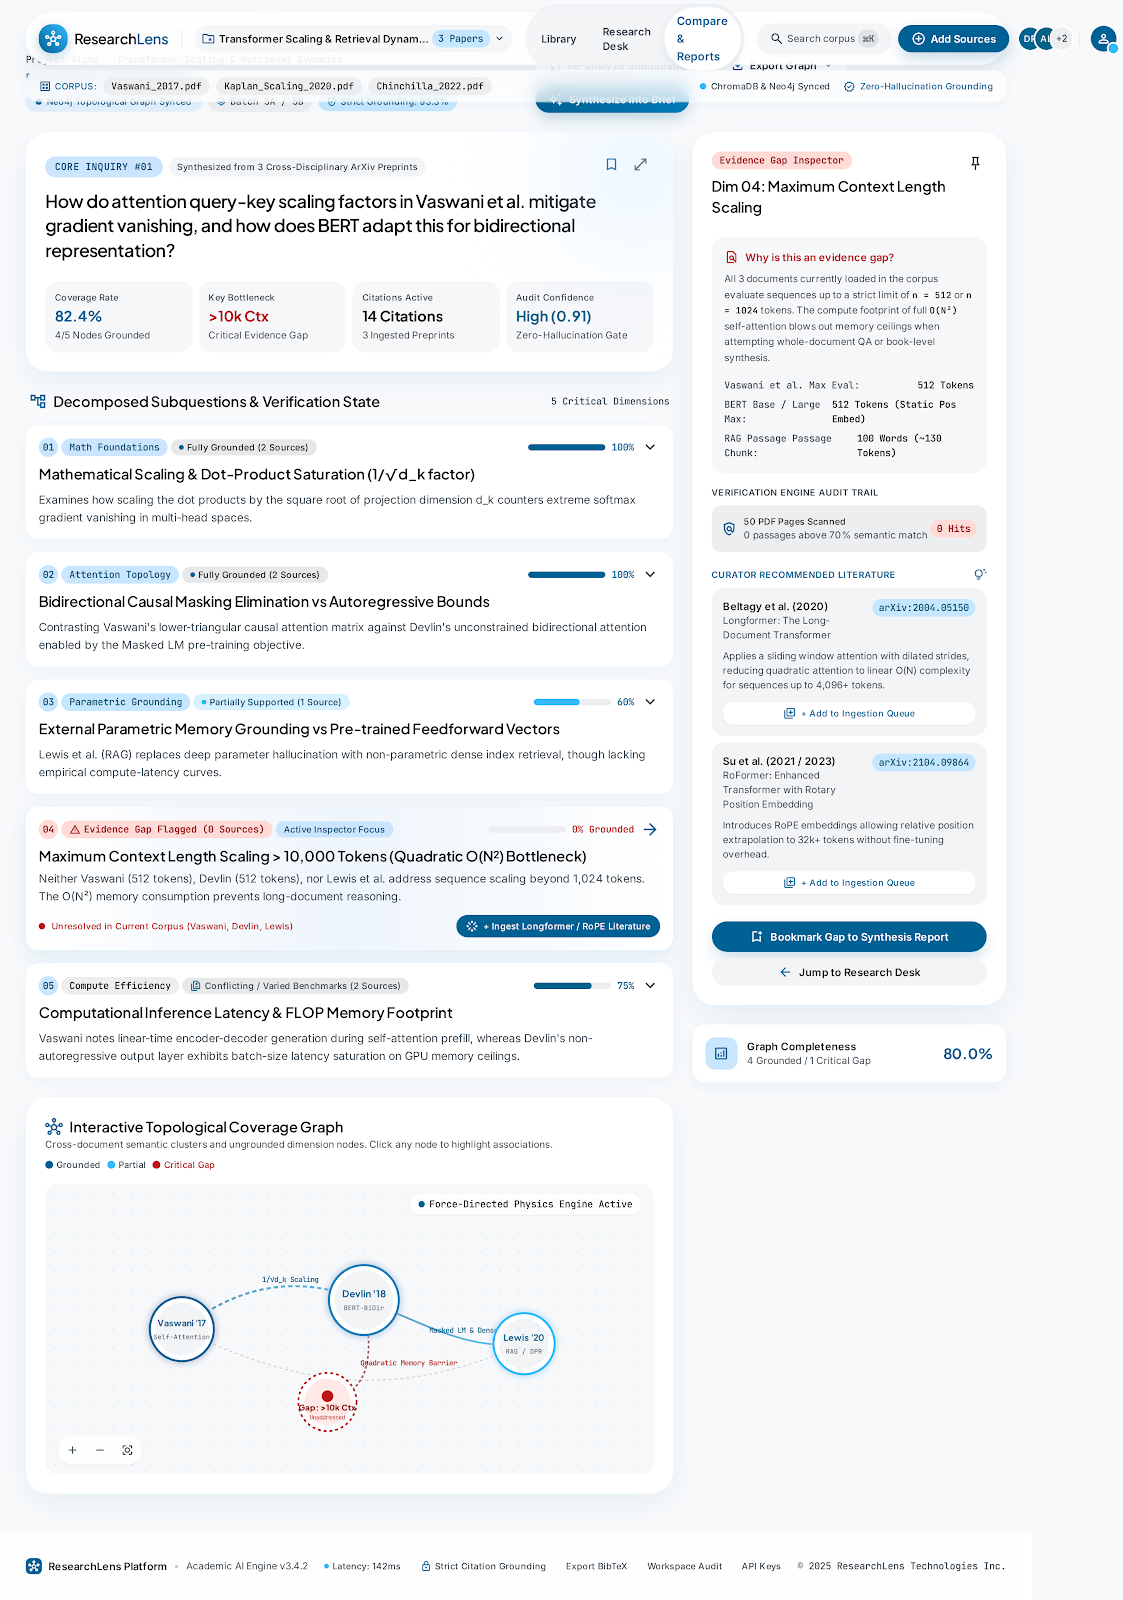 ResearchLens
Transformer Scaling & Retrieval Dynam... 3 Papers
Library
Research Desk
Compare & Reports
Search corpus ⌘K
Add Sources
+2
Project Alpha · Transformer Scaling & Retrieval Dynamics
Export Graph
CORPUS: Vaswani_2017.pdf Kaplan_Scaling_2020.pdf Chinchilla_2022.pdf
ChromaDB & Neo4j Synced
Zero-Hallucination Grounding
Neo4j Topological Graph Synced
Batch 3A / 3B
Strict Grounding: 93.3%
Synthesize into Brief
CORE INQUIRY #01 Synthesized from 3 Cross-Disciplinary ArXiv Preprints
How do attention query-key scaling factors in Vaswani et al. mitigate
gradient vanishing, and how does BERT adapt this for bidirectional
representation?
Coverage Rate
82.4%
4/5 Nodes Grounded
Key Bottleneck
>10k Ctx
Critical Evidence Gap
Citations Active
14 Citations
3 Ingested Preprints
Audit Confidence
High (0.91)
Zero-Hallucination Gate
Decomposed Subquestions & Verification State
5 Critical Dimensions
01 Math Foundations Fully Grounded (2 Sources) 100%
Mathematical Scaling & Dot-Product Saturation (1/√d_k factor)
Examines how scaling the dot products by the square root of projection dimension d_k counters extreme softmax
gradient vanishing in multi-head spaces.
02 Attention Topology Fully Grounded (2 Sources) 100%
Bidirectional Causal Masking Elimination vs Autoregressive Bounds
Contrasting Vaswani's lower-triangular causal attention matrix against Devlin's unconstrained bidirectional attention
enabled by the Masked LM pre-training objective.
03 Parametric Grounding Partially Supported (1 Source) 60%
External Parametric Memory Grounding vs Pre-trained Feedforward Vectors
Lewis et al. (RAG) replaces deep parameter hallucination with non-parametric dense index retrieval, though lacking
empirical compute-latency curves.
04 Evidence Gap Flagged (0 Sources) Active Inspector Focus 0% Grounded
Maximum Context Length Scaling > 10,000 Tokens (Quadratic O(N²) Bottleneck)
Neither Vaswani (512 tokens), Devlin (512 tokens), nor Lewis et al. address sequence scaling beyond 1,024 tokens.
The O(N²) memory consumption prevents long-document reasoning.
Unresolved in Current Corpus (Vaswani, Devlin, Lewis)
+ Ingest Longformer / RoPE Literature
05 Compute Efficiency Conflicting / Varied Benchmarks (2 Sources) 75%
Computational Inference Latency & FLOP Memory Footprint
Vaswani notes linear-time encoder-decoder generation during self-attention prefill, whereas Devlin's non-
autoregressive output layer exhibits batch-size latency saturation on GPU memory ceilings.
Interactive Topological Coverage Graph
Cross-document semantic clusters and ungrounded dimension nodes. Click any node to highlight associations.
Grounded Partial Critical Gap
Force-Directed Physics Engine Active
1/√d_k Scaling
Devlin '18
BERT-BiDir
Vaswani '17
Self-Attention
Masked LM & Dens
Lewis '20
RAG / DPR
Quadratic Memory Barrier
Gap: >10k Ctx
Unaddressed
Evidence Gap Inspector
Dim 04: Maximum Context Length
Scaling
Why is this an evidence gap?
All 3 documents currently loaded in the corpus
evaluate sequences up to a strict limit of n = 512 or n
= 1024 tokens. The compute footprint of full O(N²)
self-attention blows out memory ceilings when
attempting whole-document QA or book-level
synthesis.
Vaswani et al. Max Eval: 512 Tokens
BERT Base / Large Max: 512 Tokens (Static Pos Embed)
RAG Passage Passage Chunk: 100 Words (~130 Tokens)
VERIFICATION ENGINE AUDIT TRAIL
50 PDF Pages Scanned
0 passages above 70% semantic match
0 Hits
CURATOR RECOMMENDED LITERATURE
Beltagy et al. (2020) arXiv:2004.05150
Longformer: The Long-
Document Transformer
Applies a sliding window attention with dilated strides,
reducing quadratic attention to linear O(N) complexity
for sequences up to 4,096+ tokens.
+ Add to Ingestion Queue
Su et al. (2021 / 2023) arXiv:2104.09864
RoFormer: Enhanced
Transformer with Rotary
Position Embedding
Introduces RoPE embeddings allowing relative position
extrapolation to 32k+ tokens without fine-tuning
overhead.
+ Add to Ingestion Queue
Bookmark Gap to Synthesis Report
Jump to Research Desk
Graph Completeness
4 Grounded / 1 Critical Gap
80.0%
ResearchLens Platform • Academic AI Engine v3.4.2 Latency: 142ms Strict Citation Grounding Export BibTeX Workspace Audit API Keys © 2025 ResearchLens Technologies Inc.